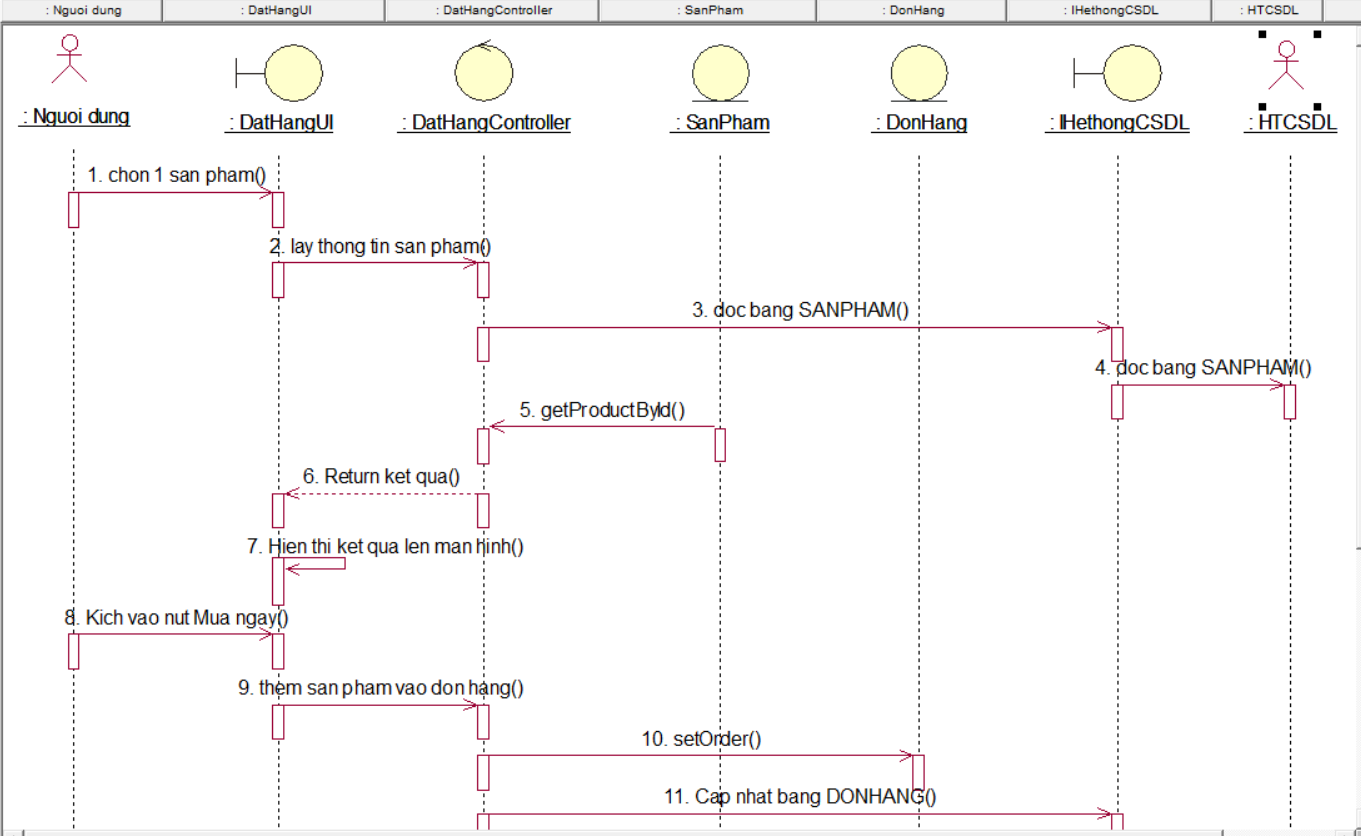 : Nguoi dung : DatHangUI : DatHangController : SanPham : DonHang : IHethongCSDL : HTCSDL
: Nguoi dung : DatHangUI : DatHangController : SanPham : DonHang : IHethongCSDL : HTCSDL
1. chon 1 san pham()
2. lay thong tin san pham()
3. doc bang SANPHAM()
4. doc bang SANPHAM()
5. getProductById()
6. Return ket qua()
7. Hien thi ket qua len man hinh()
8. Kich vao nut Mua ngay()
9. them san pham vao don hang()
10. setOrder()
11. Cap nhat bang DONHANG()